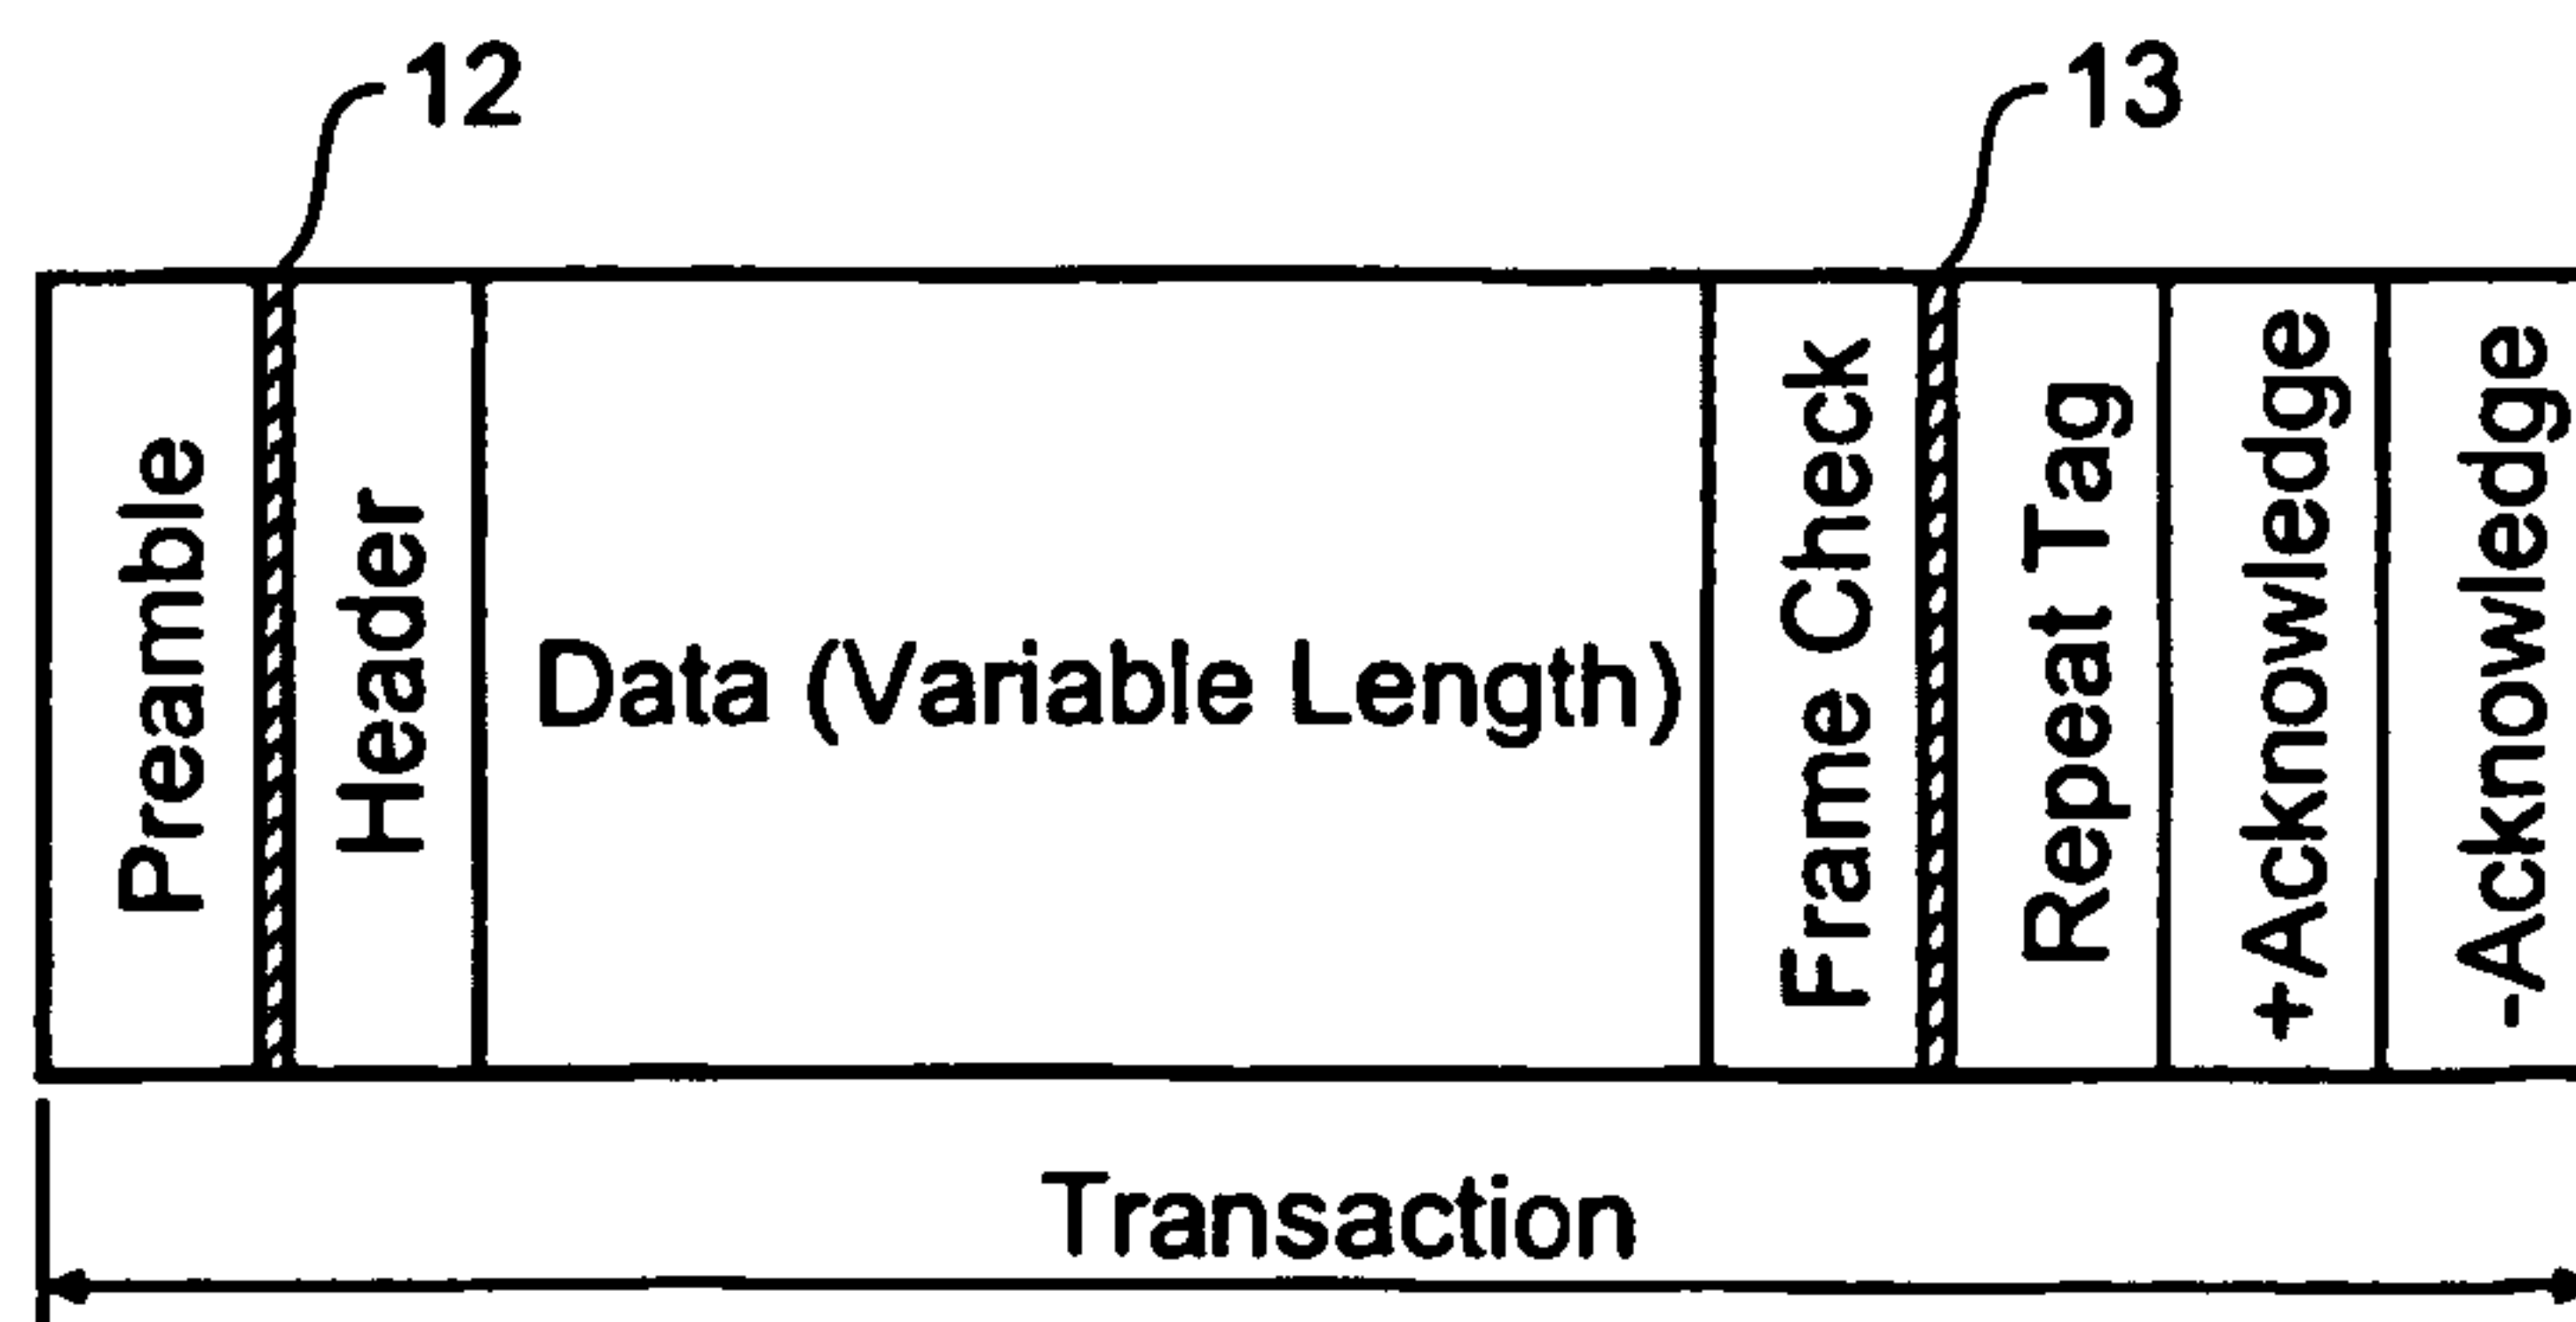 12
13
Preamble
Header
Data (Variable Length)
Frame Check
Repeat Tag
+Acknowledge
-Acknowledge
Transaction